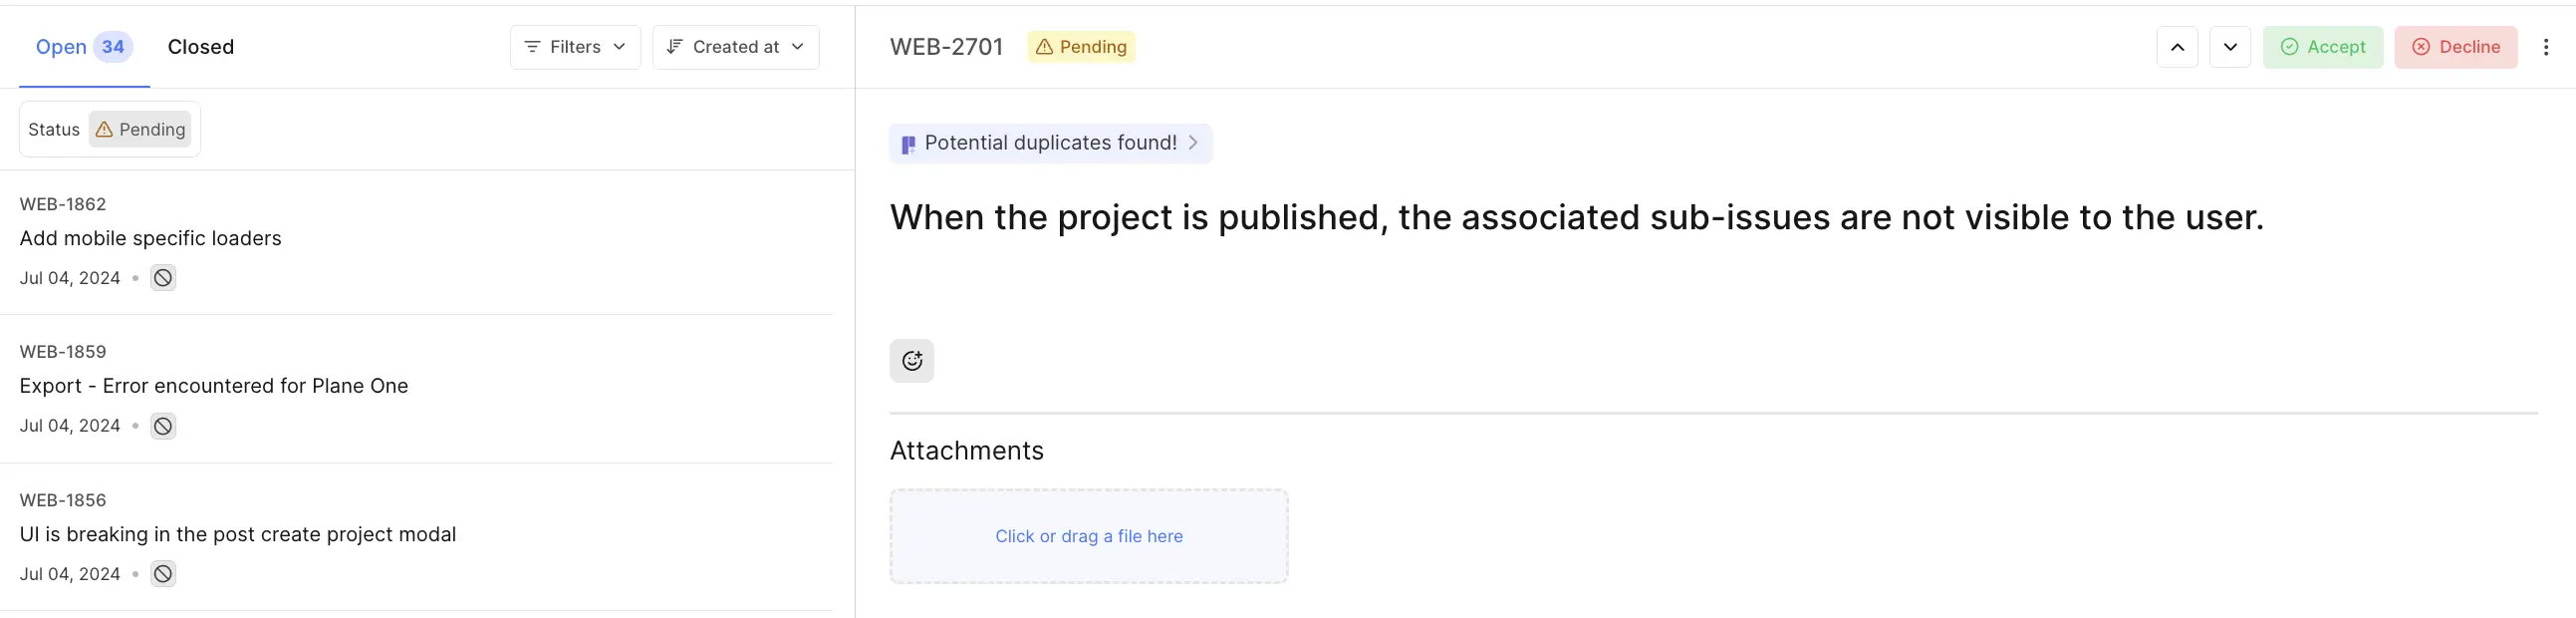 Open 34 Closed Filters Created at
Status Pending
WEB-1862
Add mobile specific loaders
Jul 04, 2024 •
WEB-1859
Export - Error encountered for Plane One
Jul 04, 2024 •
WEB-1856
UI is breaking in the post create project modal
Jul 04, 2024 •
WEB-2701 Pending Accept Decline
Potential duplicates found!
When the project is published, the associated sub-issues are not visible to the user.
Attachments
Click or drag a file here